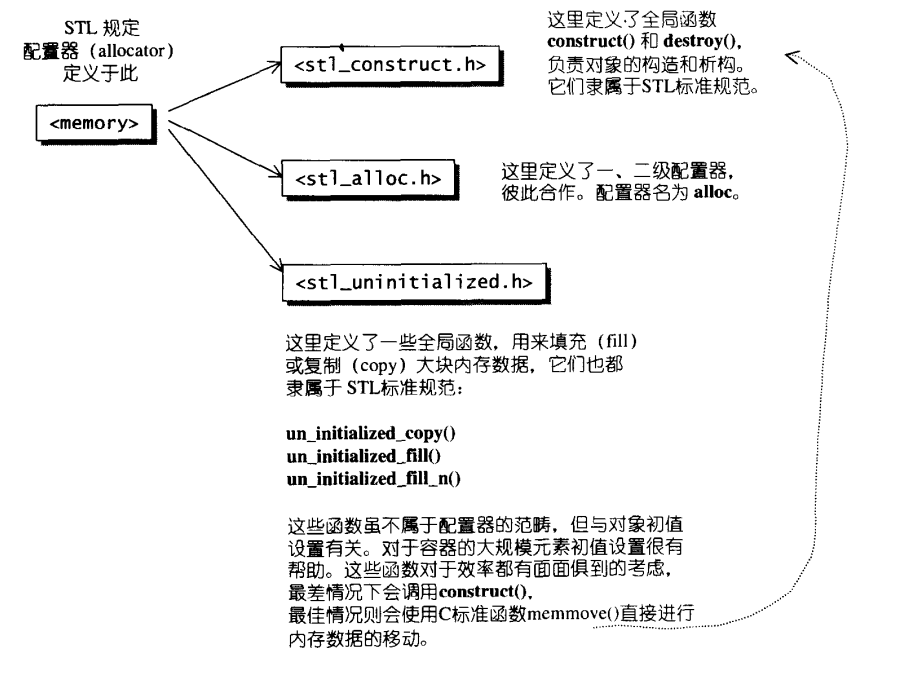 STL 规定
配置器（allocator）
定义于此
<memory>
<stl_construct.h>
这里定义了全局函数
construct() 和 destroy(),
负责对象的构造和析构。
它们隶属于STL标准规范。
<stl_alloc.h>
这里定义了一、二级配置器，
彼此合作。配置器名为 alloc。
<stl_uninitialized.h>
这里定义了一些全局函数，用来填充（fill）
或复制（copy）大块内存数据，它们也都
隶属于 STL标准规范：
un_initialized_copy()
un_initialized_fill()
un_initialized_fill_n()
这些函数虽不属于配置器的范畴，但与对象初值
设置有关。对于容器的大规模元素初值设置很有
帮助。这些函数对于效率都有面面俱到的考虑，
最差情况下会调用construct(),
最佳情况则会使用C标准函数memmove()直接进行
内存数据的移动。